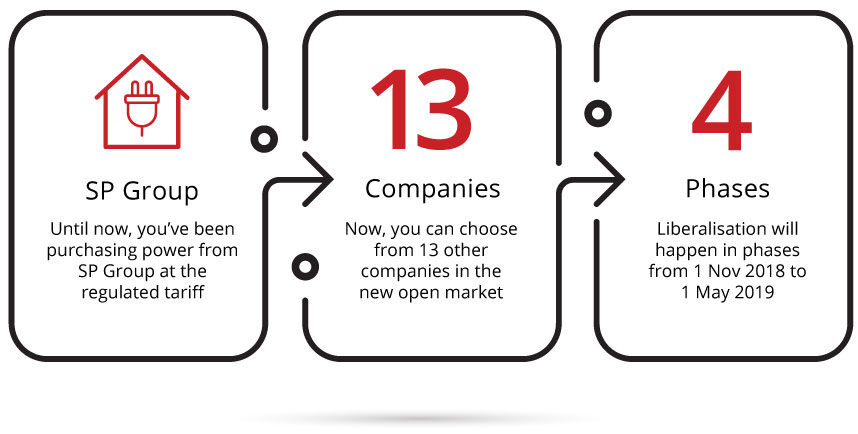 SP Group
Until now, you’ve been
purchasing power from
SP Group at the
regulated tariff
13
Companies
Now, you can choose
from 13 other
companies in the
new open market
4
Phases
Liberalisation will
happen in phases
from 1 Nov 2018 to
1 May 2019